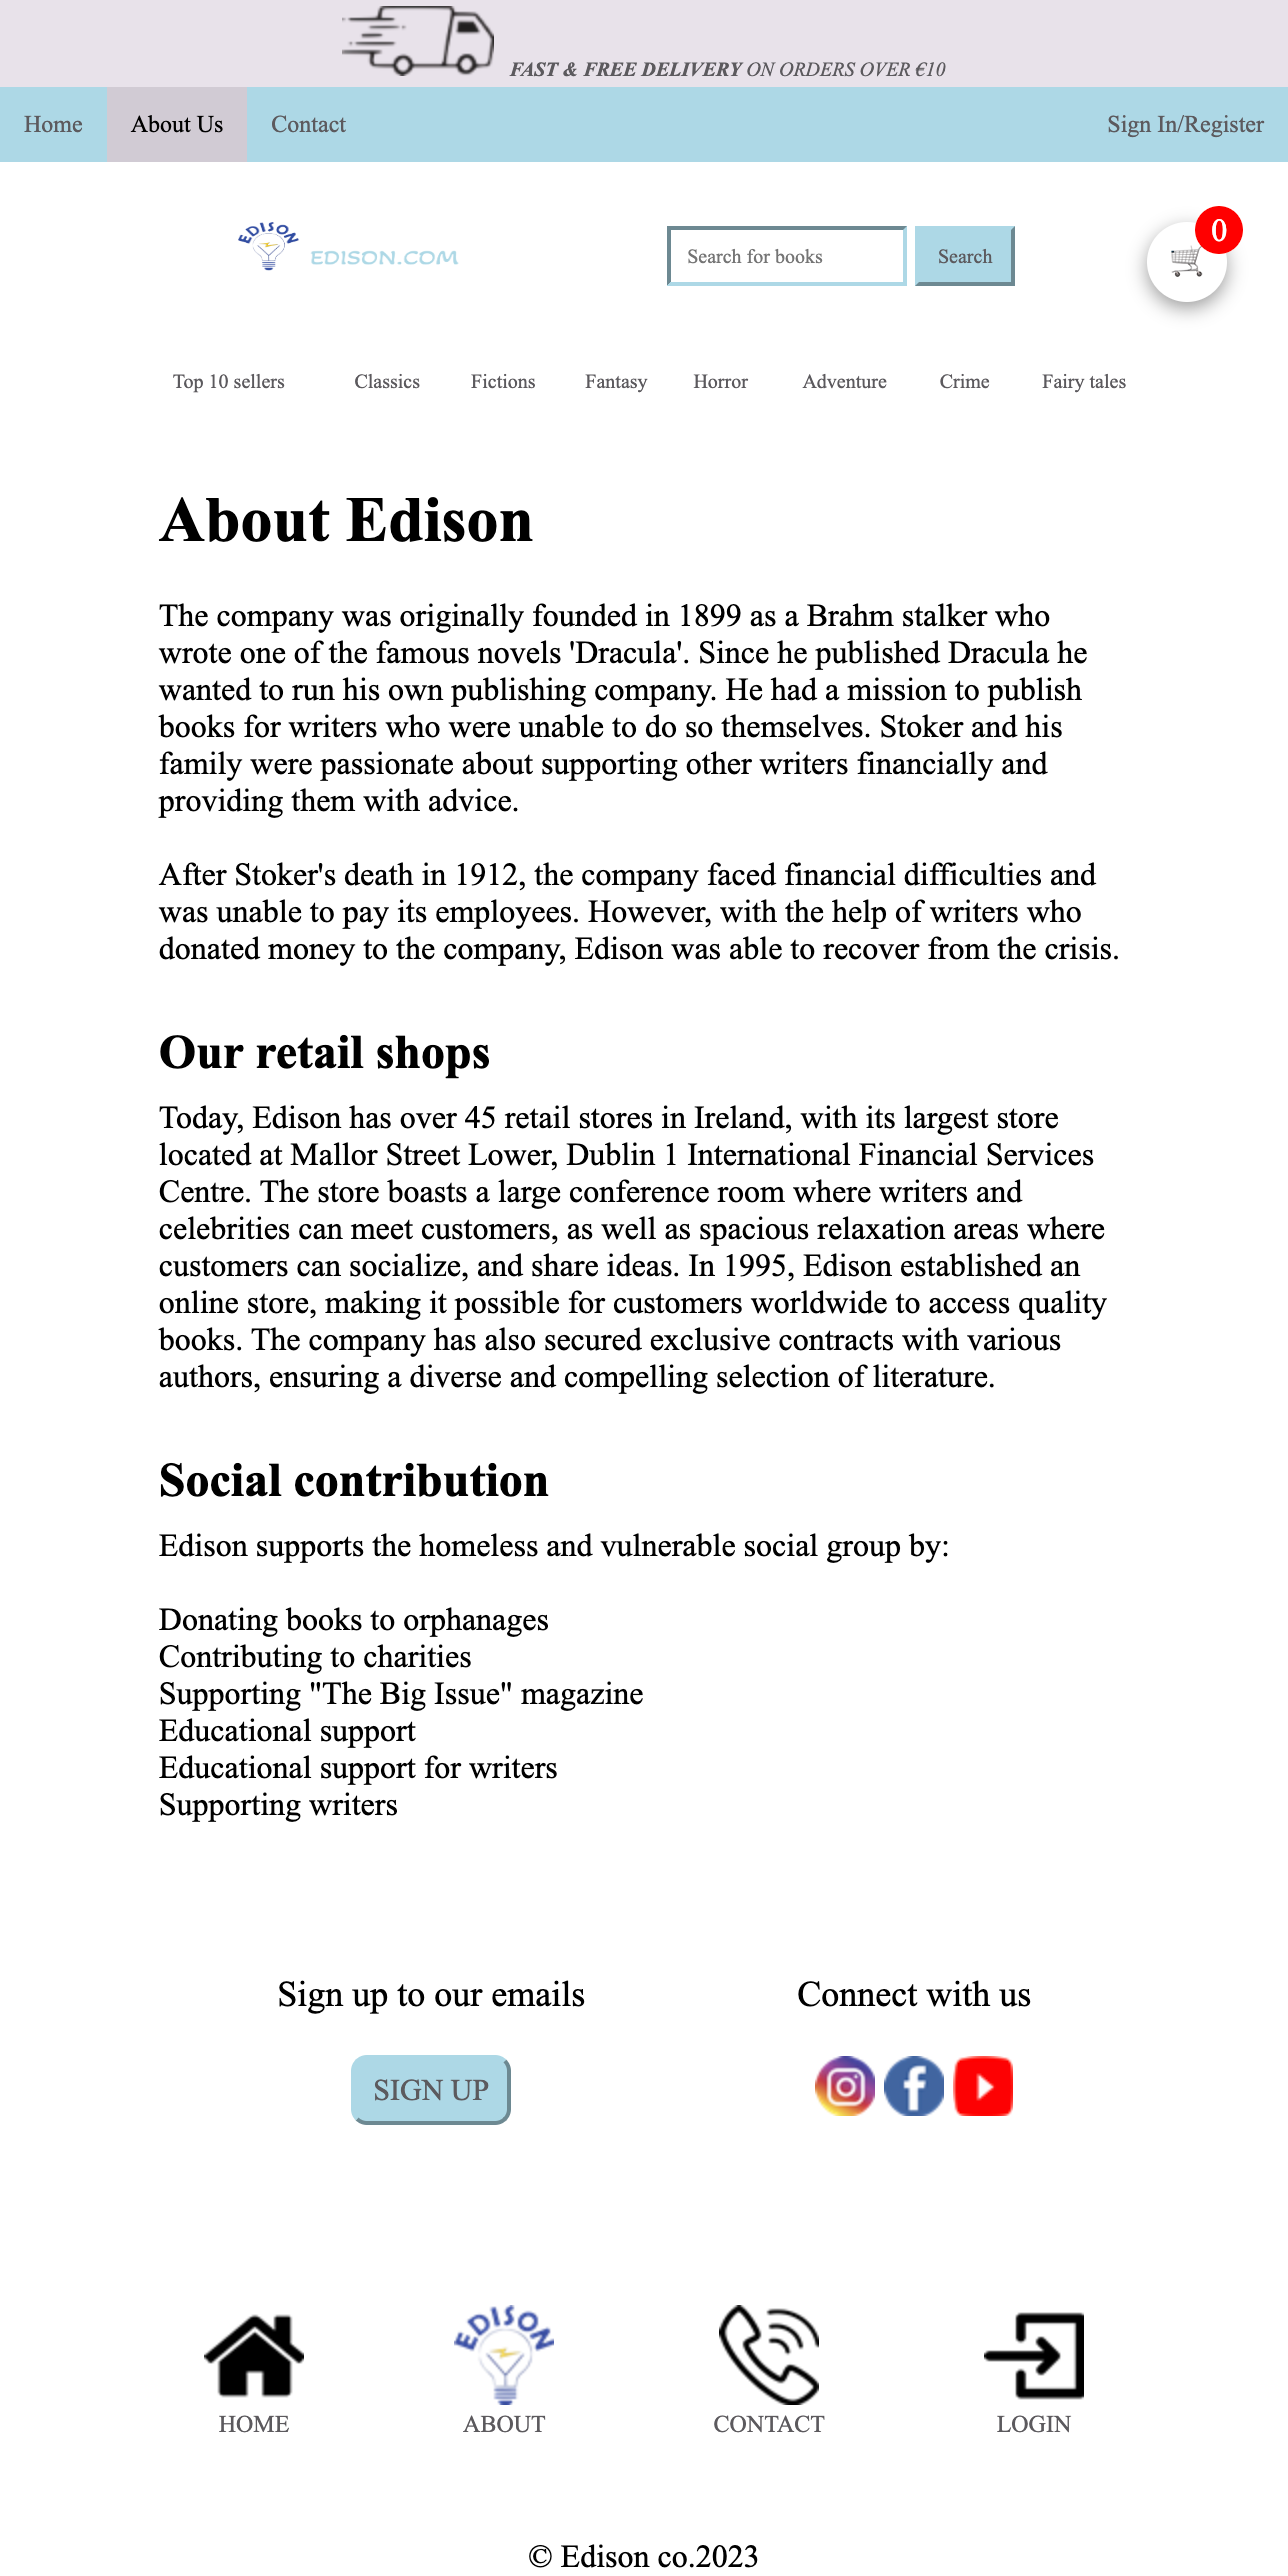 FAST & FREE DELIVERY ON ORDERS OVER €10
Home About Us Contact Sign In/Register
EDISON EDISON.COM Search for books Search 0
Top 10 sellers Classics Fictions Fantasy Horror Adventure Crime Fairy tales
About Edison
The company was originally founded in 1899 as a Brahm stalker who
wrote one of the famous novels 'Dracula'. Since he published Dracula he
wanted to run his own publishing company. He had a mission to publish
books for writers who were unable to do so themselves. Stoker and his
family were passionate about supporting other writers financially and
providing them with advice.
After Stoker's death in 1912, the company faced financial difficulties and
was unable to pay its employees. However, with the help of writers who
donated money to the company, Edison was able to recover from the crisis.
Our retail shops
Today, Edison has over 45 retail stores in Ireland, with its largest store
located at Mallor Street Lower, Dublin 1 International Financial Services
Centre. The store boasts a large conference room where writers and
celebrities can meet customers, as well as spacious relaxation areas where
customers can socialize, and share ideas. In 1995, Edison established an
online store, making it possible for customers worldwide to access quality
books. The company has also secured exclusive contracts with various
authors, ensuring a diverse and compelling selection of literature.
Social contribution
Edison supports the homeless and vulnerable social group by:
Donating books to orphanages
Contributing to charities
Supporting "The Big Issue" magazine
Educational support
Educational support for writers
Supporting writers
Sign up to our emails Connect with us
SIGN UP
EDISON
HOME ABOUT CONTACT LOGIN
© Edison co.2023